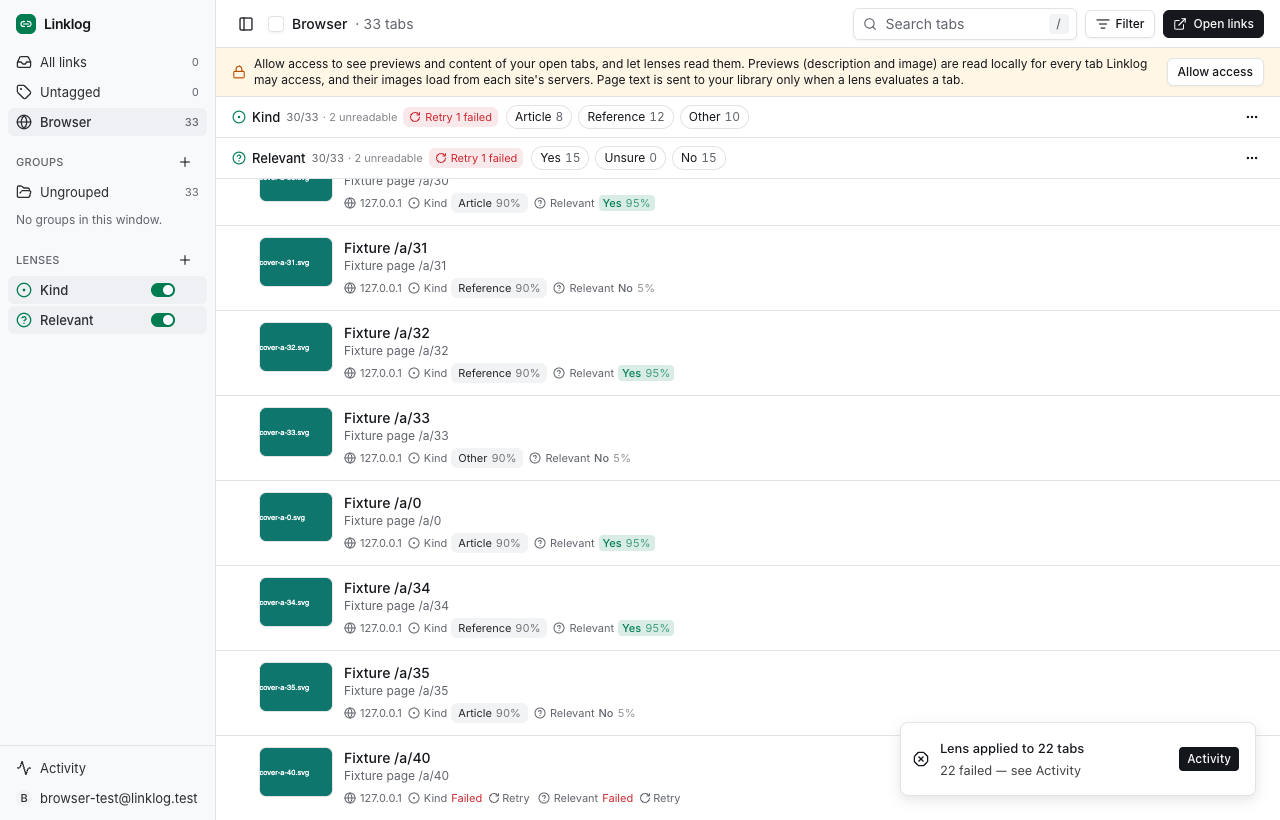 Linklog
Browser · 33 tabs
Search tabs /
Filter
Open links
All links 0
Untagged 0
Browser 33
GROUPS
Ungrouped 33
No groups in this window.
LENSES
Kind
Relevant
Activity
B browser-test@linklog.test
Allow access to see previews and content of your open tabs, and let lenses read them. Previews (description and image) are read locally for every tab Linklog
may access, and their images load from each site's servers. Page text is sent to your library only when a lens evaluates a tab.
Allow access
Kind 30/33 · 2 unreadable Retry 1 failed Article 8 Reference 12 Other 10
Relevant 30/33 · 2 unreadable Retry 1 failed Yes 15 Unsure 0 No 15
Fixture page /a/30
127.0.0.1 Kind Article 90% Relevant Yes 95%
cover-a-31.svg
Fixture /a/31
Fixture page /a/31
127.0.0.1 Kind Reference 90% Relevant No 5%
cover-a-32.svg
Fixture /a/32
Fixture page /a/32
127.0.0.1 Kind Reference 90% Relevant Yes 95%
cover-a-33.svg
Fixture /a/33
Fixture page /a/33
127.0.0.1 Kind Other 90% Relevant No 5%
cover-a-0.svg
Fixture /a/0
Fixture page /a/0
127.0.0.1 Kind Article 90% Relevant Yes 95%
cover-a-34.svg
Fixture /a/34
Fixture page /a/34
127.0.0.1 Kind Reference 90% Relevant Yes 95%
cover-a-35.svg
Fixture /a/35
Fixture page /a/35
127.0.0.1 Kind Article 90% Relevant No 5%
cover-a-40.svg
Fixture /a/40
Fixture page /a/40
127.0.0.1 Kind Failed Retry Relevant Failed Retry
Lens applied to 22 tabs
22 failed — see Activity
Activity